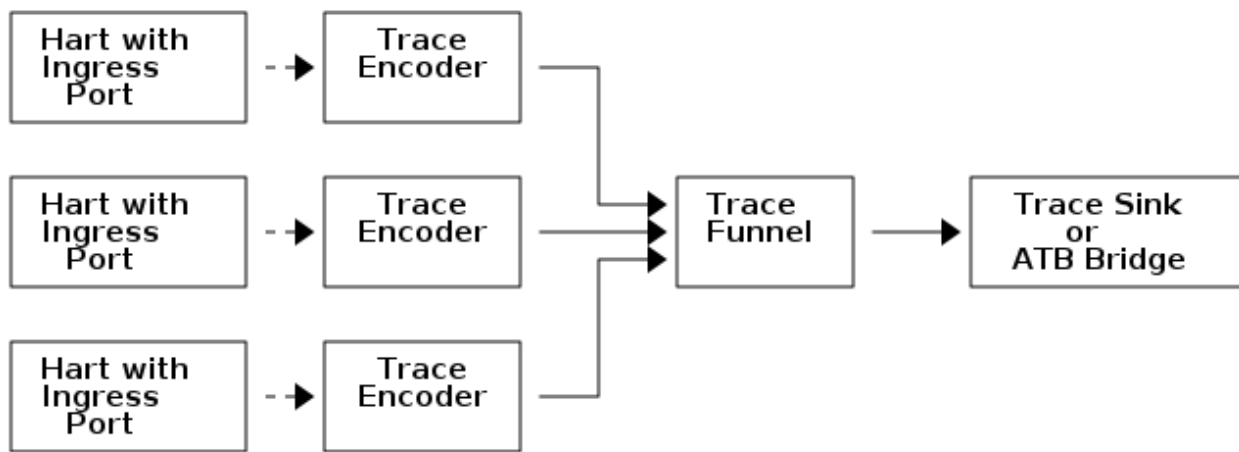 Hart with
Ingress
Port
Trace
Encoder
Hart with
Ingress
Port
Trace
Encoder
Trace
Funnel
Trace Sink
or
ATB Bridge
Hart with
Ingress
Port
Trace
Encoder